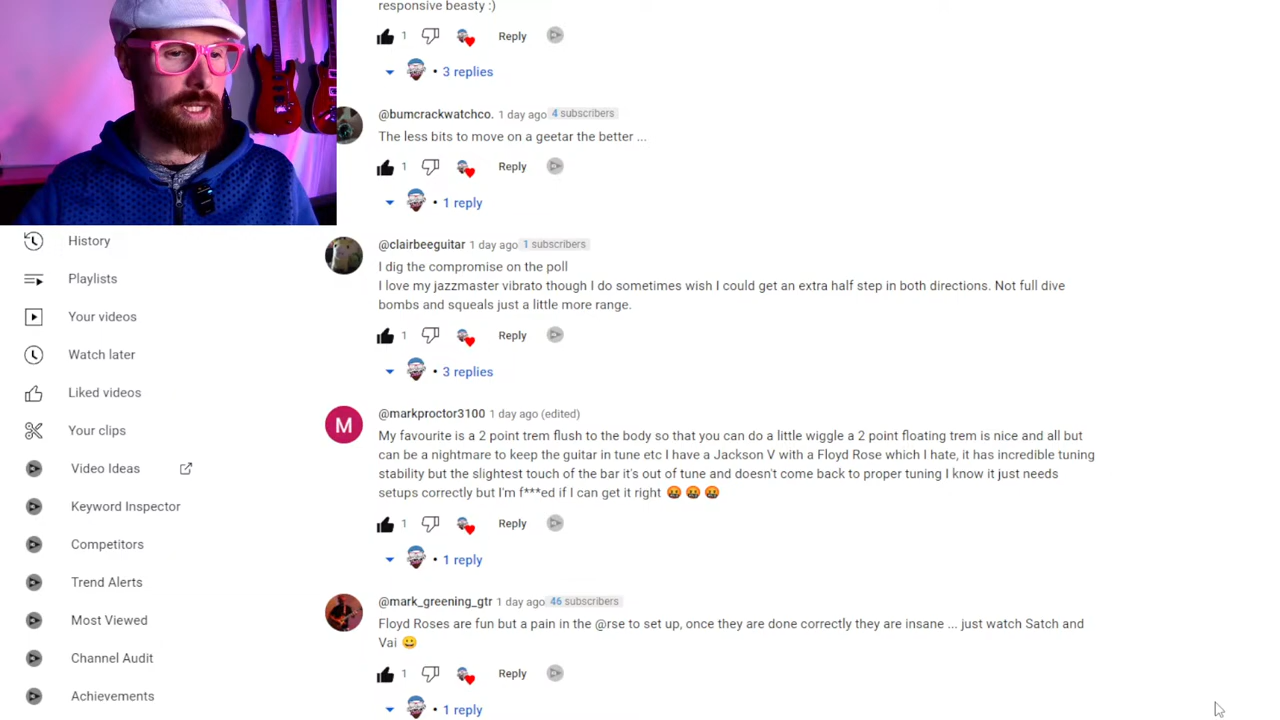 responsive beasty :)
1 Reply
3 replies
@bumcrackwatchco. 1 day ago 4 subscribers
The less bits to move on a geetar the better ...
1 Reply
1 reply
@clairbeeguitar 1 day ago 1 subscribers
I dig the compromise on the poll
I love my jazzmaster vibrato though I do sometimes wish I could get an extra half step in both directions. Not full dive
bombs and squeals just a little more range.
1 Reply
3 replies
M
@markproctor3100 1 day ago (edited)
My favourite is a 2 point trem flush to the body so that you can do a little wiggle a 2 point floating trem is nice and all but
can be a nightmare to keep the guitar in tune etc I have a Jackson V with a Floyd Rose which I hate, it has incredible tuning
stability but the slightest touch of the bar it's out of tune and doesn't come back to proper tuning I know it just needs
setups correctly but I'm f***ed if I can get it right 🤬 🤬 🤬
1 Reply
1 reply
@mark_greening_gtr 1 day ago 46 subscribers
Floyd Roses are fun but a pain in the @rse to set up, once they are done correctly they are insane ... just watch Satch and
Vai 😀
1 Reply
1 reply
History
Playlists
Your videos
Watch later
Liked videos
Your clips
Video Ideas
Keyword Inspector
Competitors
Trend Alerts
Most Viewed
Channel Audit
Achievements